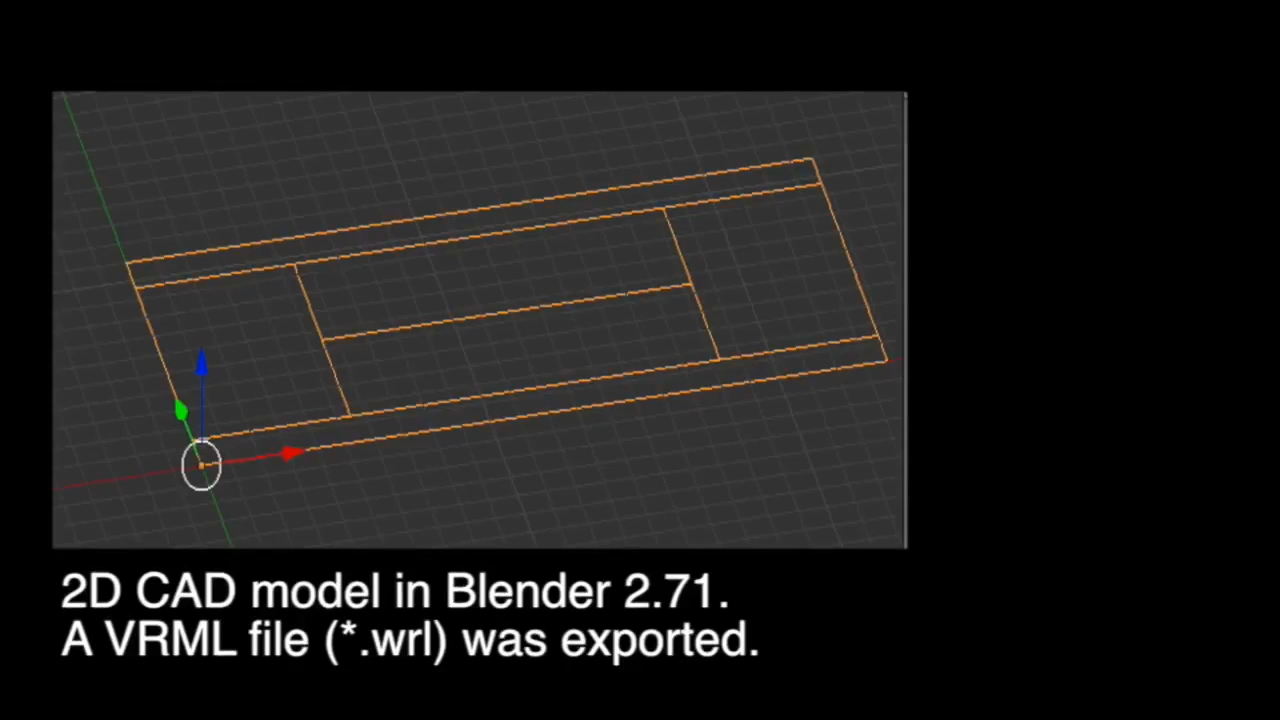 2D CAD model in Blender 2.71.
A VRML file (*.wrl) was exported.